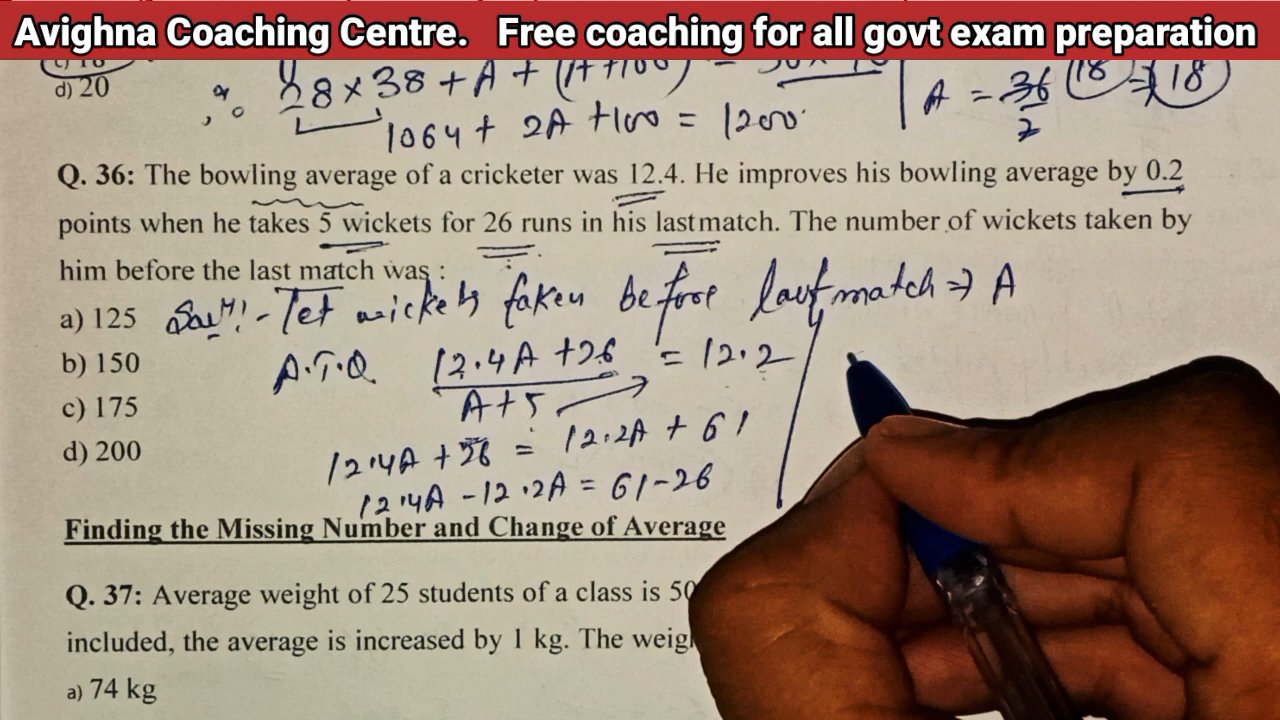 Avighna Coaching Centre. Free coaching for all govt exam preparation
d) 20
28 × 38 + A + (A + 100) =
A = 36/2 ⇒ 18
1064 + 2A + 100 = 1200
Q. 36: The bowling average of a cricketer was 12.4. He improves his bowling average by 0.2
points when he takes 5 wickets for 26 runs in his last match. The number of wickets taken by
him before the last match was :
Soln:- Let wickets taken before last match ⇒ A
a) 125
A.T.Q (12.4A + 26)/(A + 5) = 12.2
b) 150
c) 175
12.4A + 26 = 12.2A + 61
d) 200
12.4A - 12.2A = 61 - 26
Finding the Missing Number and Change of Average
Q. 37: Average weight of 25 students of a class is 50
included, the average is increased by 1 kg. The
a) 74 kg